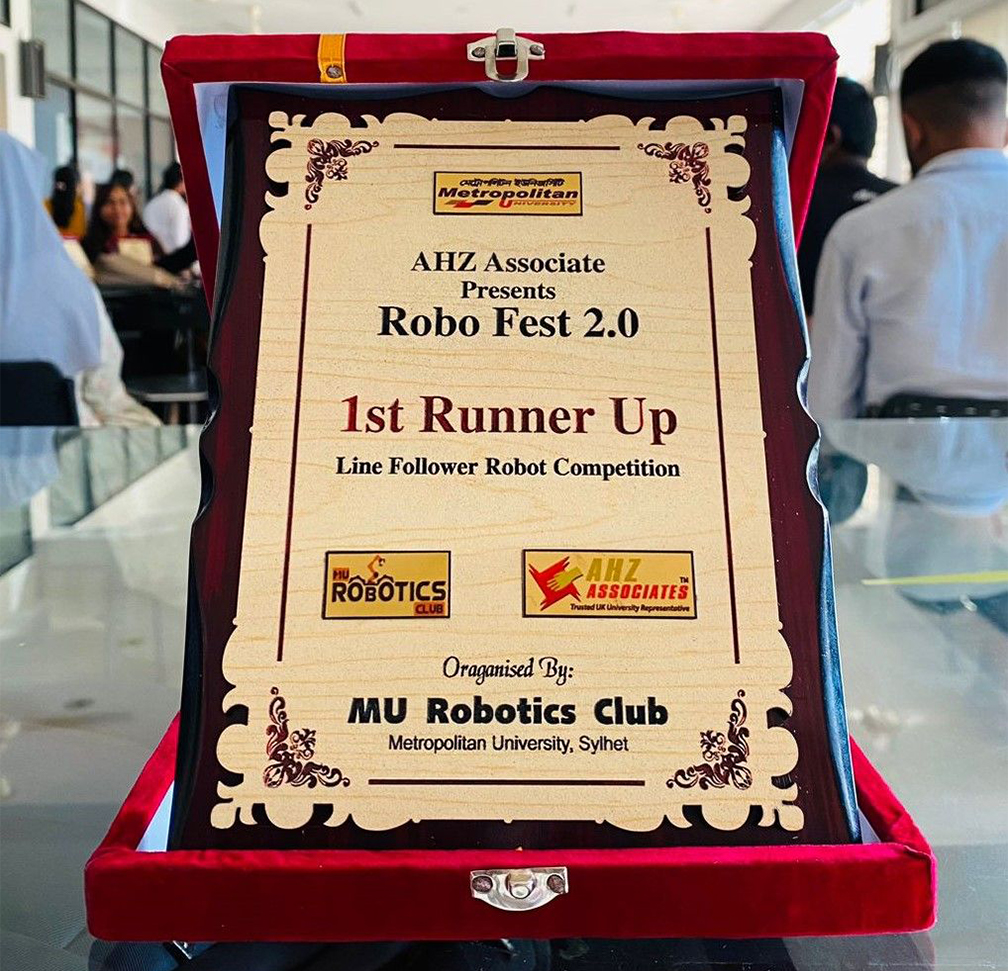 মেট্রোপলিটন ইউনিভার্সিটি
Metropolitan
UNIVERSITY
AHZ Associate
Presents
Robo Fest 2.0
1st Runner Up
Line Follower Robot Competition
MU
ROBOTICS
CLUB
AHZ
ASSOCIATES™
Trusted UK University Representative
Oraganised By:
MU Robotics Club
Metropolitan University, Sylhet